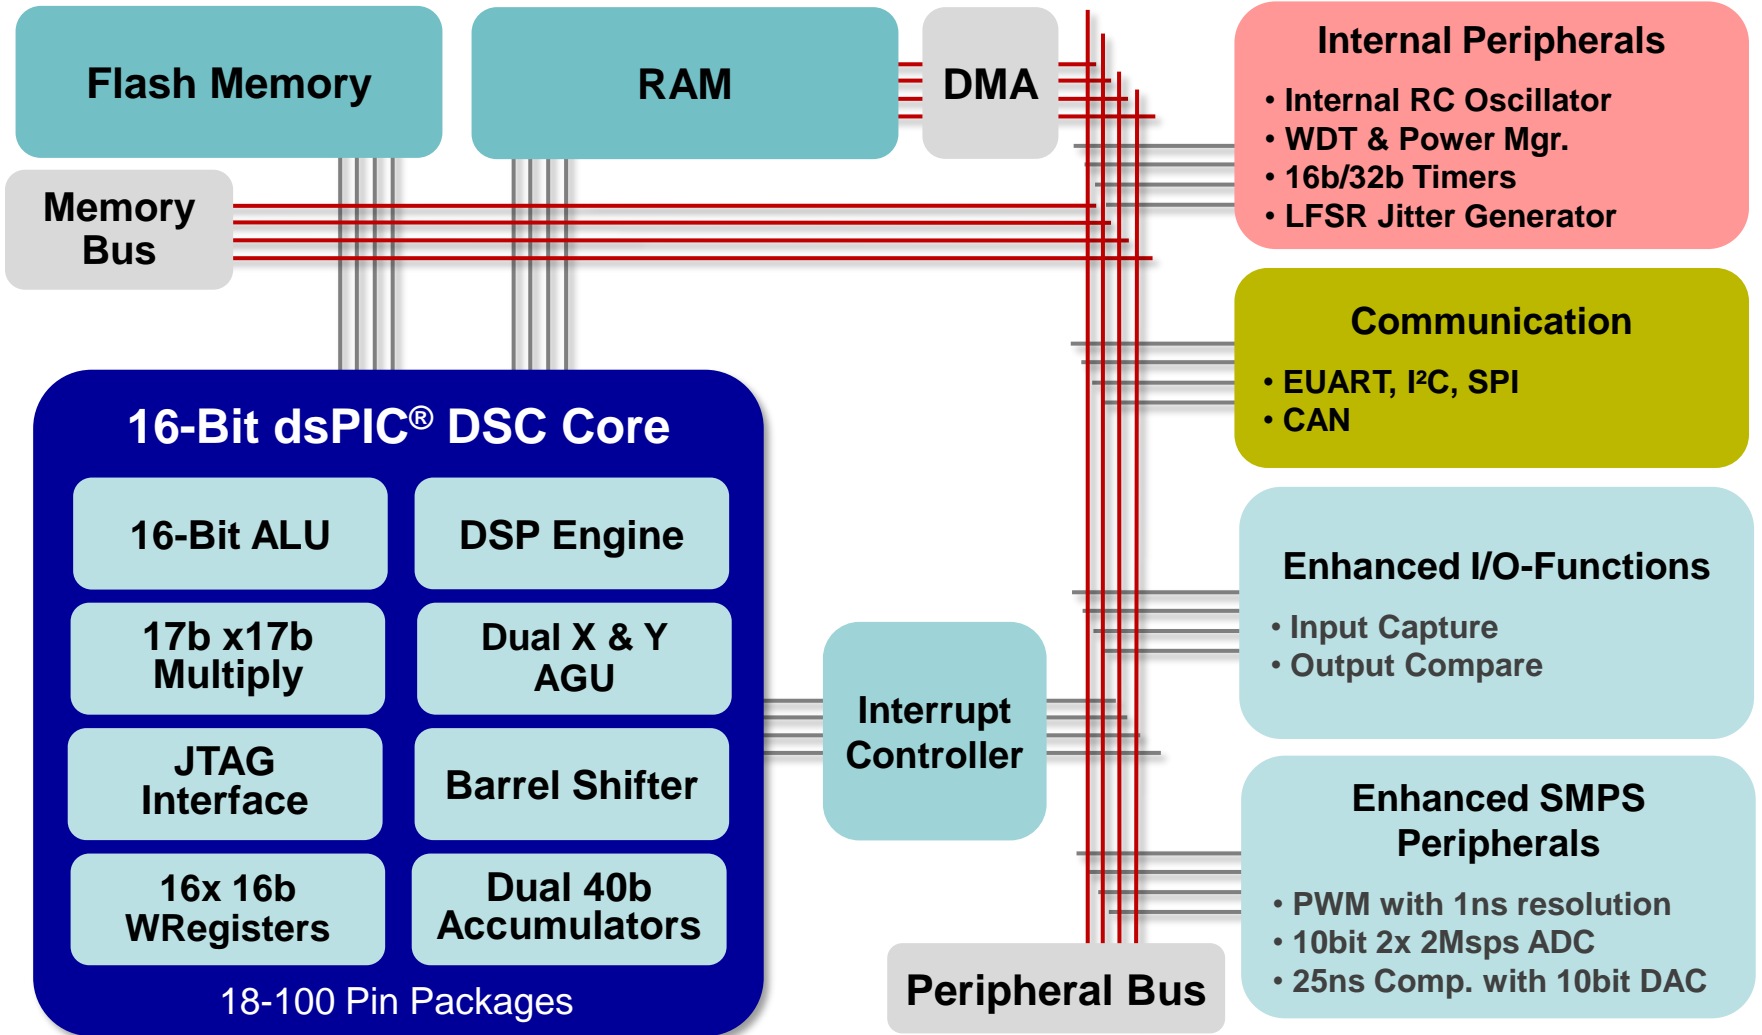 Flash Memory
RAM
DMA
Memory
Bus
16-Bit dsPIC® DSC Core
16-Bit ALU
DSP Engine
17b x17b
Multiply
Dual X & Y
AGU
JTAG
Interface
Barrel Shifter
16x 16b
WRegisters
Dual 40b
Accumulators
18-100 Pin Packages
Interrupt
Controller
Peripheral Bus
Internal Peripherals
• Internal RC Oscillator
• WDT & Power Mgr.
• 16b/32b Timers
• LFSR Jitter Generator
Communication
• EUART, I²C, SPI
• CAN
Enhanced I/O-Functions
• Input Capture
• Output Compare
Enhanced SMPS
Peripherals
• PWM with 1ns resolution
• 10bit 2x 2Msps ADC
• 25ns Comp. with 10bit DAC